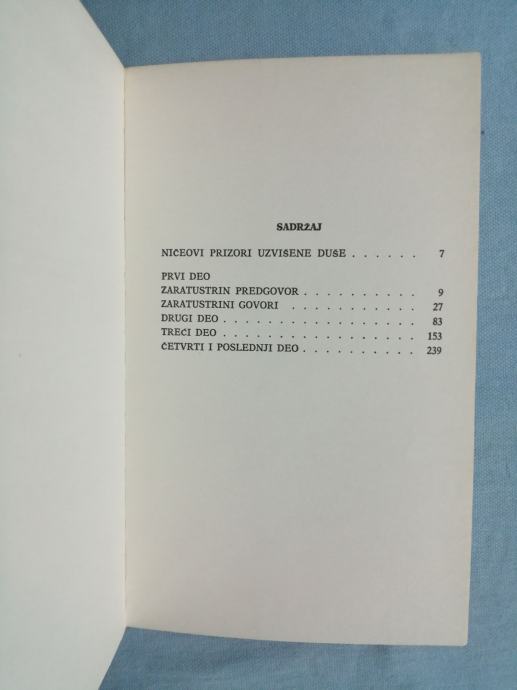 SADRŽAJ
NIČEOVI PRIZORI UZVIŠENE DUŠE . . . . . . 7
PRVI DEO
ZARATUSTRIN PREDGOVOR . . . . . . . . . . 9
ZARATUSTRINI GOVORI . . . . . . . . . . . 27
DRUGI DEO . . . . . . . . . . . . . . . . 83
TREĆI DEO . . . . . . . . . . . . . . . . 153
ČETVRTI I POSLEDNJI DEO . . . . . . . . . . 239